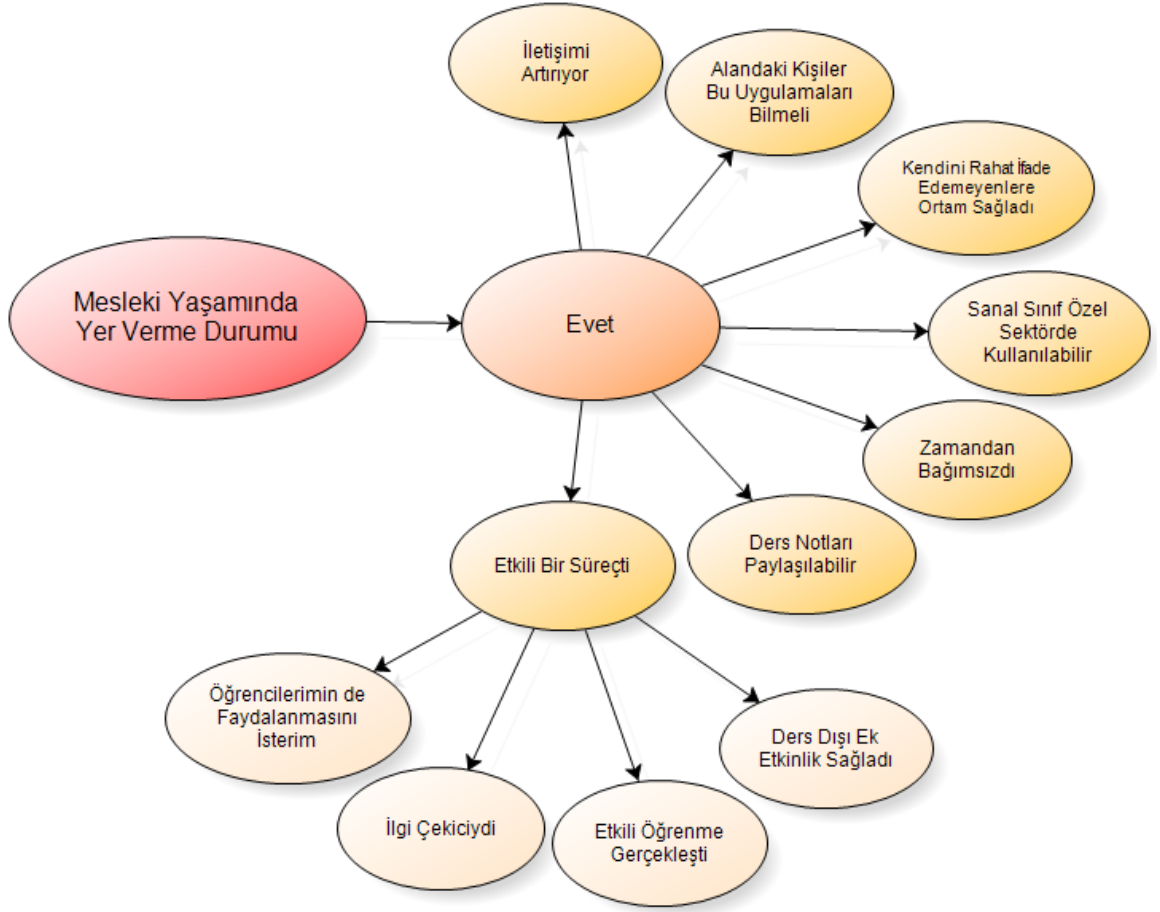 İletişimi
Artırıyor
Alandaki Kişiler
Bu Uygulamaları
Bilmeli
Kendini Rahat İfade
Edemeyenlere
Ortam Sağladı
Mesleki Yaşamında
Yer Verme Durumu
Evet
Sanal Sınıf Özel
Sektörde
Kullanılabilir
Zamandan
Bağımsızdı
Ders Notları
Paylaşılabilir
Etkili Bir Süreçti
Öğrencilerimin de
Faydalanmasını
İsterim
Ders Dışı Ek
Etkinlik Sağladı
İlgi Çekiciydi
Etkili Öğrenme
Gerçekleşti